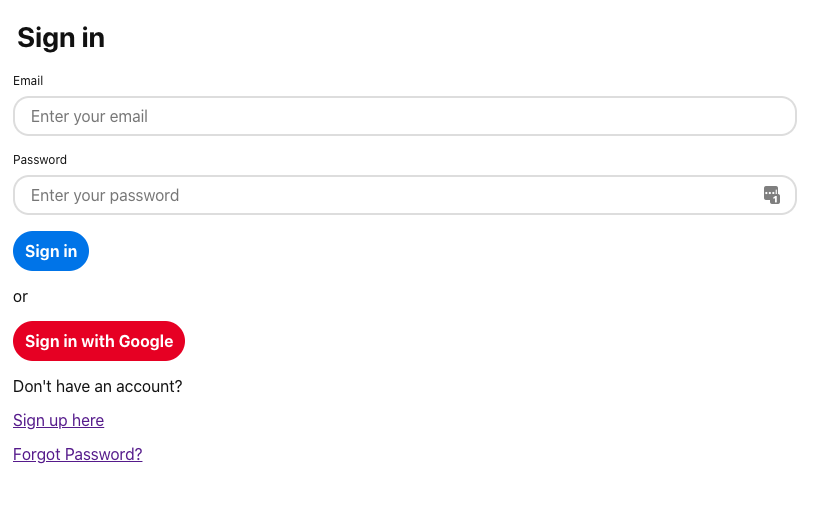 Sign in
Email
Enter your email
Password
Enter your password
1
Sign in
or
Sign in with Google
Don't have an account?
Sign up here
Forgot Password?